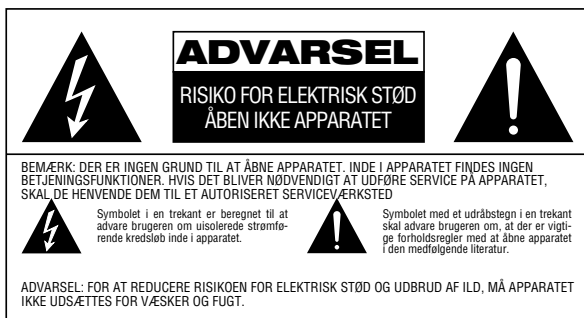 ADVARSEL
RISIKO FOR ELEKTRISK STØD
ÅBEN IKKE APPARATET
BEMÆRK: DER ER INGEN GRUND TIL AT ÅBNE APPARATET. INDE I APPARATET FINDES INGEN
BETJENINGSFUNKTIONER. HVIS DET BLIVER NØDVENDIGT AT UDFØRE SERVICE PÅ APPARATET,
SKAL DE HENVENDE DEM TIL ET AUTORISERET SERVICEVÆRKSTED
Symbolet i en trekant er beregnet til at
advare brugeren om uisolerede strømfø-
rende kredsløb inde i apparatet.
Symbolet med et udråbstegn i en trekant
skal advare brugeren om, at der er vigti-
ge forholdsregler med at åbne apparatet
i den medfølgende literatur.
ADVARSEL: FOR AT REDUCERE RISIKOEN FOR ELEKTRISK STØD OG UDBRUD AF ILD, MÅ APPARATET
IKKE UDSÆTTES FOR VÆSKER OG FUGT.